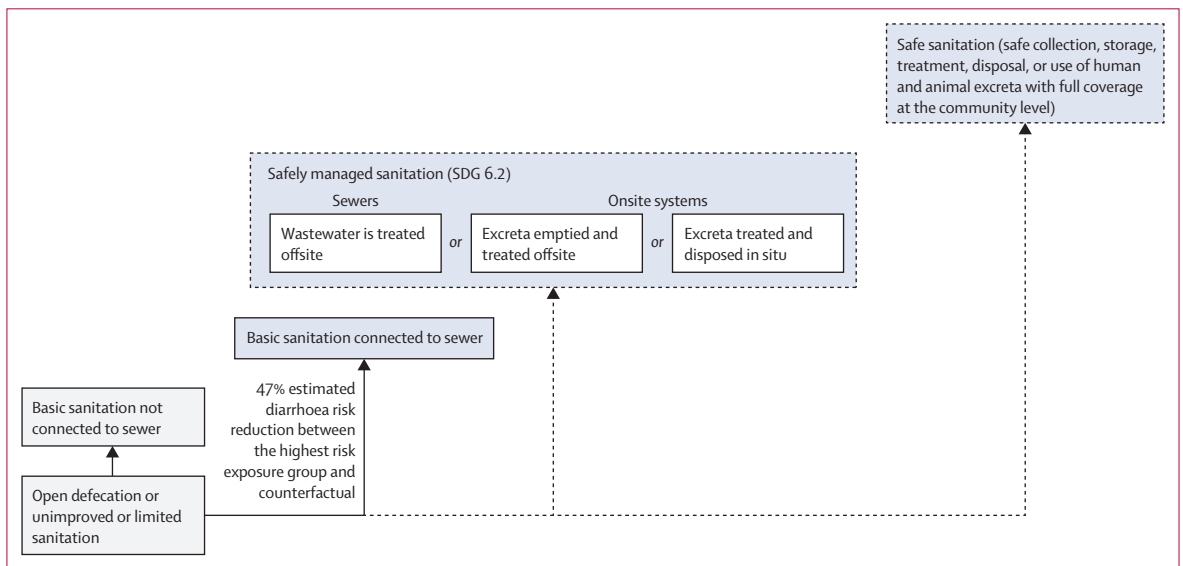 Safe sanitation (safe collection, storage,
treatment, disposal, or use of human
and animal excreta with full coverage
at the community level)
Safely managed sanitation (SDG 6.2)
Sewers
Onsite systems
Wastewater is treated
offsite
or
Excreta emptied and
treated offsite
or
Excreta treated and
disposed in situ
Basic sanitation connected to sewer
47% estimated
diarrhoea risk
reduction between
the highest risk
exposure group and
counterfactual
Basic sanitation not
connected to sewer
Open defecation or
unimproved or limited
sanitation